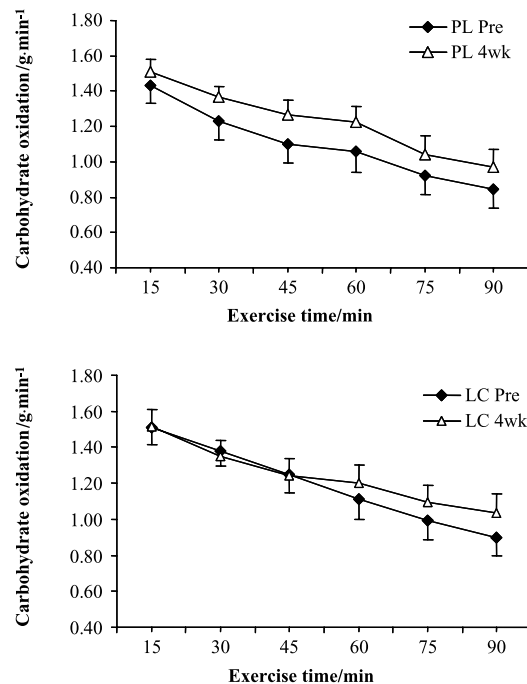 1.80
PL Pre
PL 4wk
1.60
1.40
1.20
1.00
0.80
0.60
0.40
Carbohydrate oxidation/g·min⁻¹
15 30 45 60 75 90
Exercise time/min
1.80
LC Pre
LC 4wk
1.60
1.40
1.20
1.00
0.80
0.60
0.40
Carbohydrate oxidation/g·min⁻¹
15 30 45 60 75 90
Exercise time/min